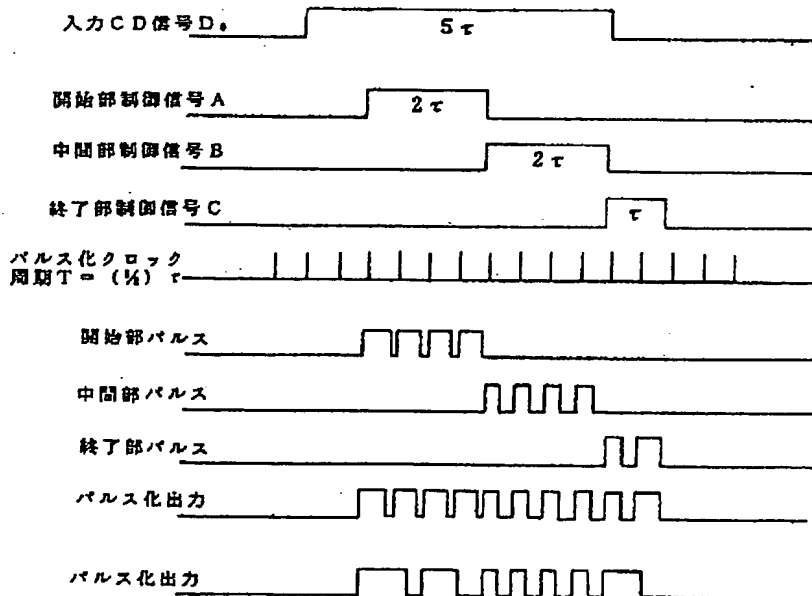 入力CD信号D。
5τ
開始部制御信号A
2τ
中間部制御信号B
2τ
終了部制御信号C
τ
パルス化クロック
周期T=(½)τ
開始部パルス
中間部パルス
終了部パルス
パルス化出力
パルス化出力